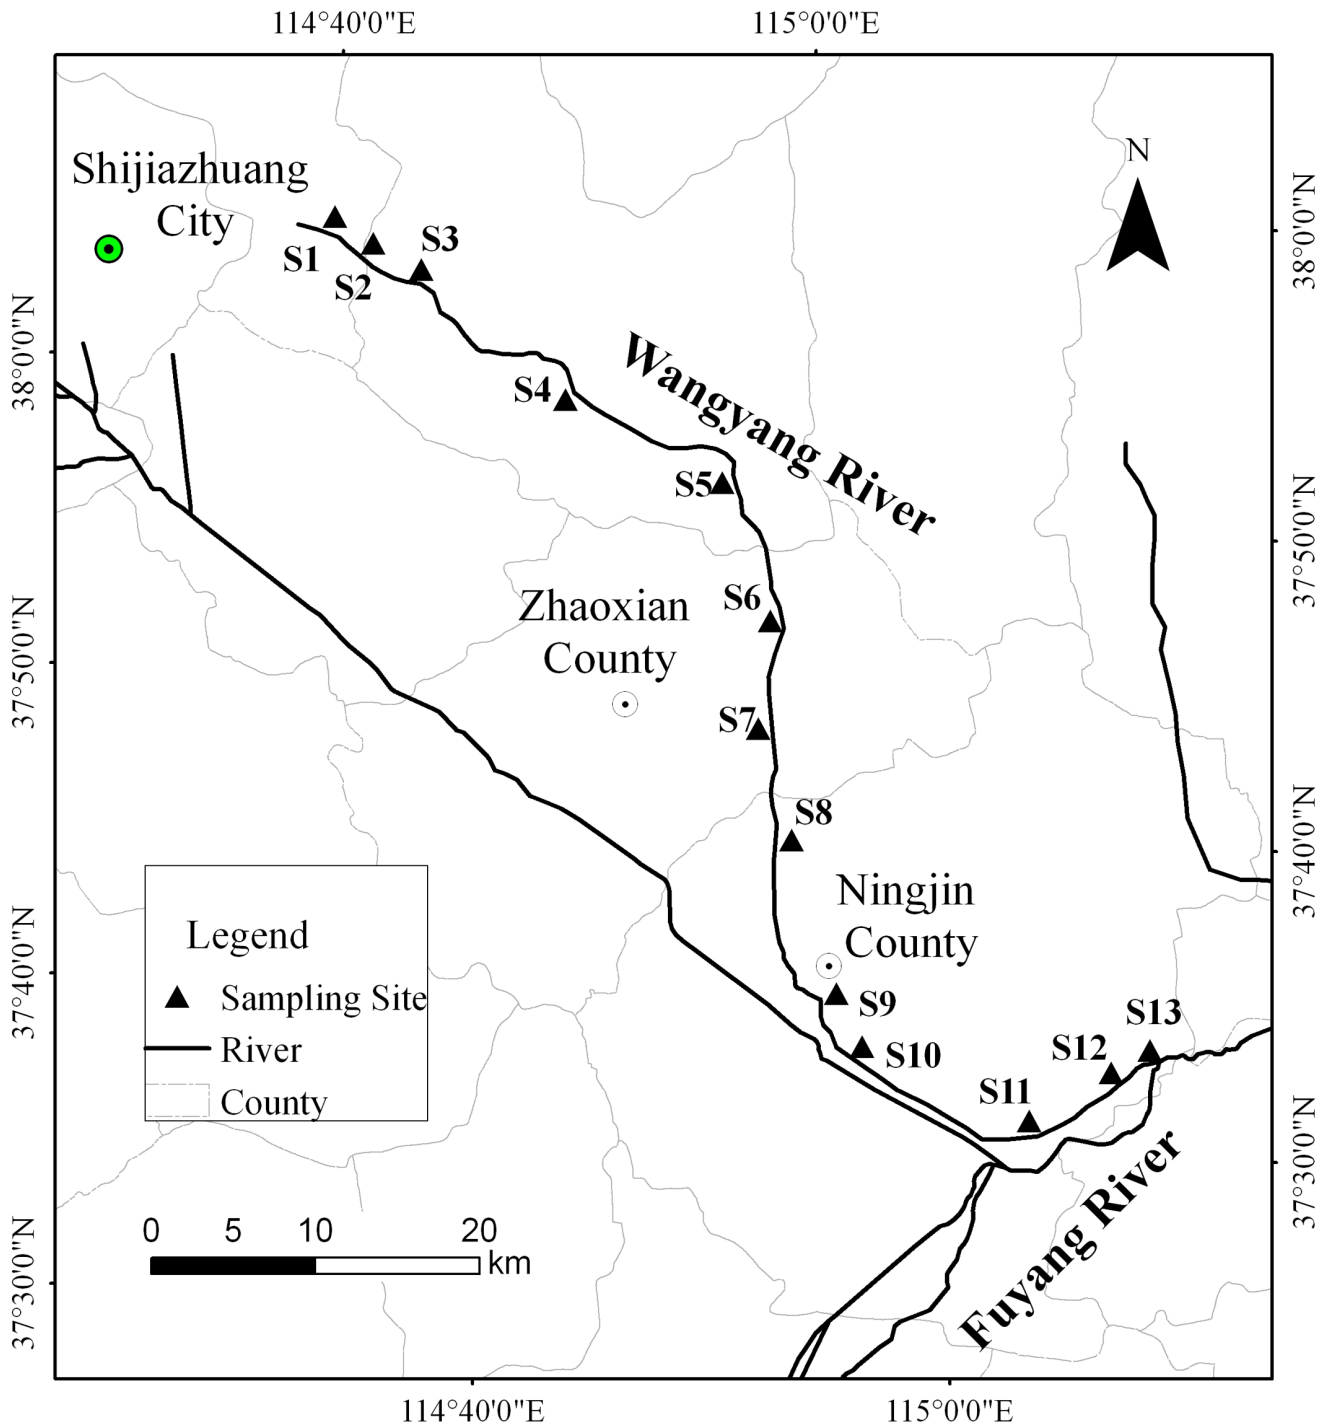 114°40'0"E
115°0'0"E
N
Shijiazhuang
City
38°0'0"N
S1
S2
S3
38°0'0"N
Wangyang River
S4
S5
37°50'0"N
Zhaoxian
County
S6
37°50'0"N
S7
S8
37°40'0"N
Ningjin
County
Legend
Sampling Site
River
County
37°40'0"N
S9
S10
S11
S12
S13
37°30'0"N
Fuyang River
0 5 10 20
km
37°30'0"N
114°40'0"E
115°0'0"E